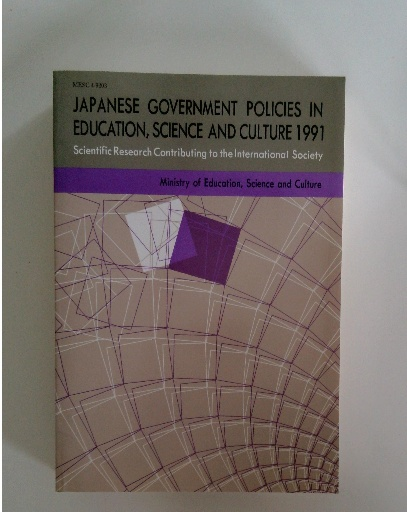 JAPANESE GOVERNMENT POLICIES IN
EDUCATION, SCIENCE AND CULTURE 1991
Scientific Research Contributing to the International Society
Ministry of Education, Science and Culture